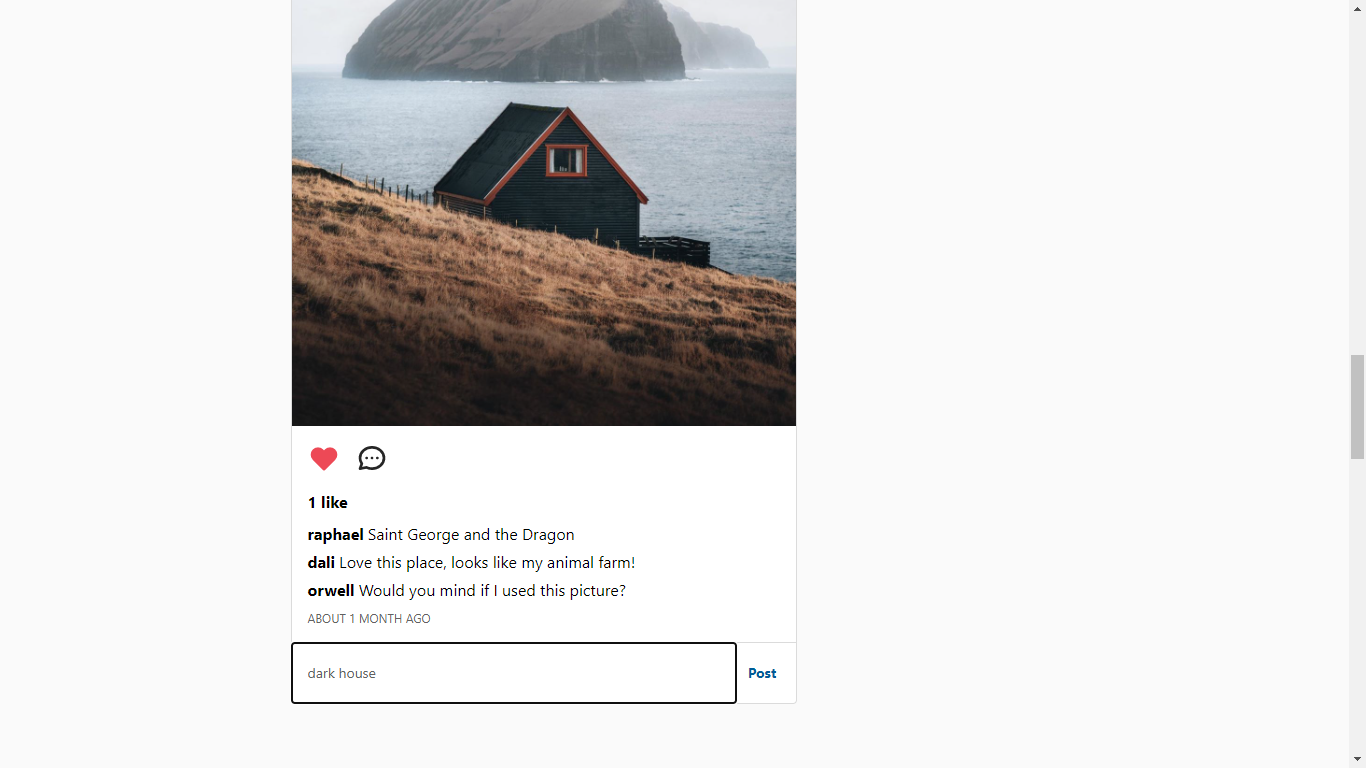 1 like
raphael Saint George and the Dragon
dali Love this place, looks like my animal farm!
orwell Would you mind if I used this picture?
ABOUT 1 MONTH AGO
dark house
Post